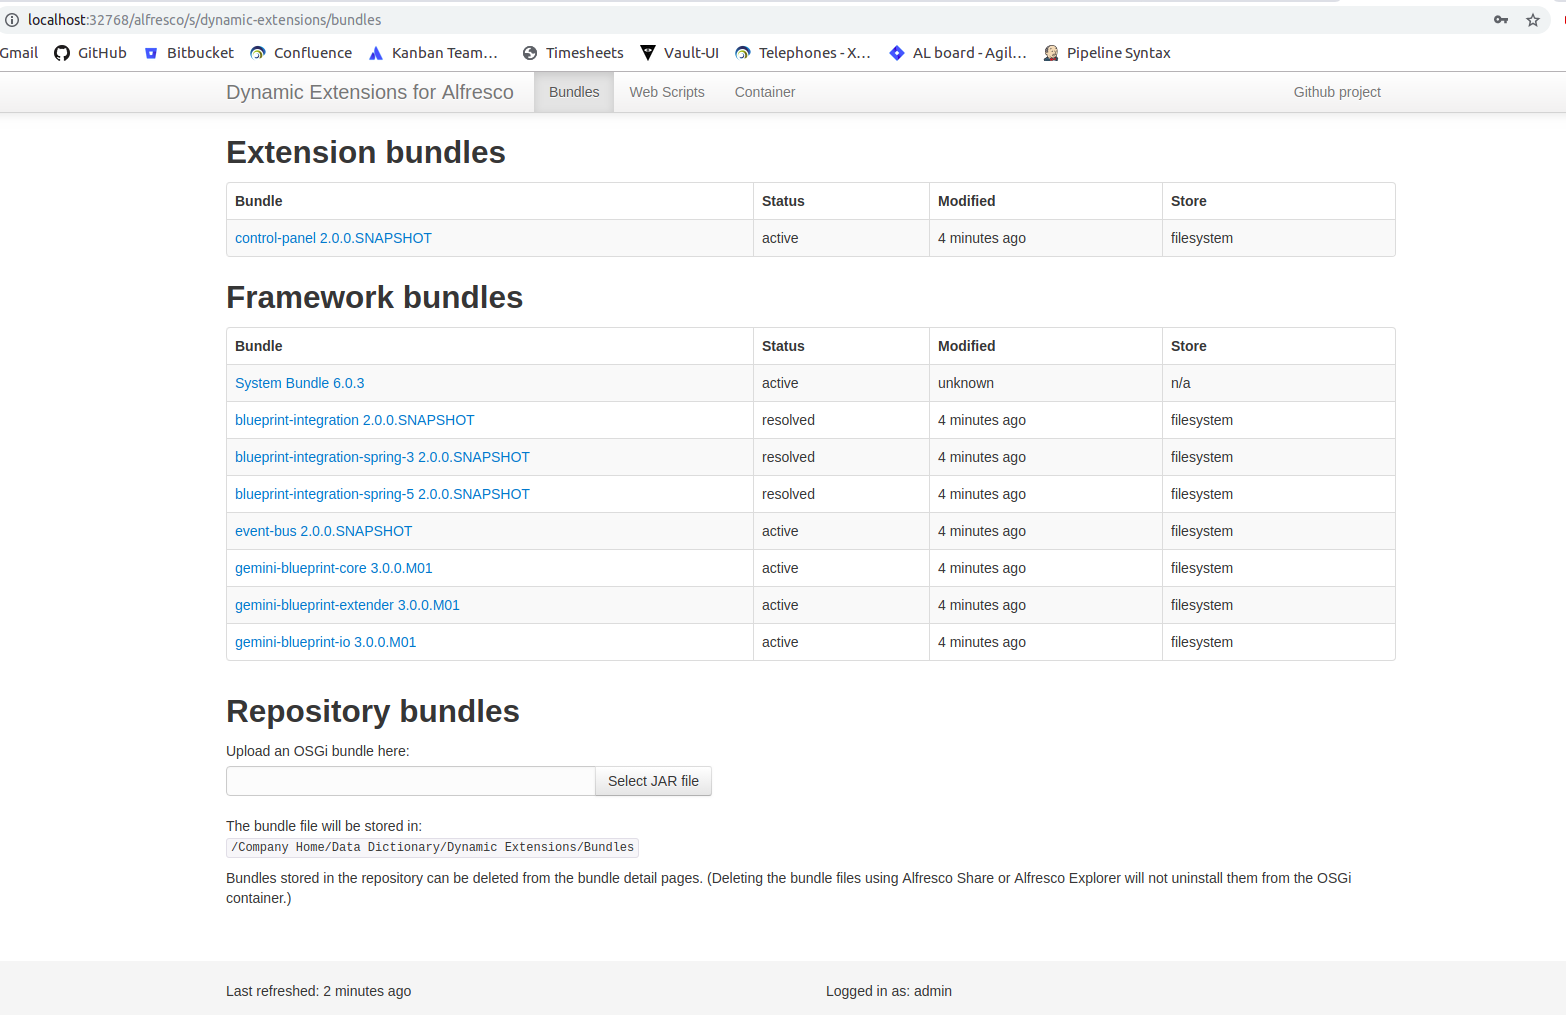 localhost:32768/alfresco/s/dynamic-extensions/bundles
Gmail GitHub Bitbucket Confluence Kanban Team... Timesheets Vault-UI Telephones - X... AL board - Agil... Pipeline Syntax
Dynamic Extensions for Alfresco Bundles Web Scripts Container Github project
Extension bundles
Bundle Status Modified Store
control-panel 2.0.0.SNAPSHOT active 4 minutes ago filesystem
Framework bundles
Bundle Status Modified Store
System Bundle 6.0.3 active unknown n/a
blueprint-integration 2.0.0.SNAPSHOT resolved 4 minutes ago filesystem
blueprint-integration-spring-3 2.0.0.SNAPSHOT resolved 4 minutes ago filesystem
blueprint-integration-spring-5 2.0.0.SNAPSHOT resolved 4 minutes ago filesystem
event-bus 2.0.0.SNAPSHOT active 4 minutes ago filesystem
gemini-blueprint-core 3.0.0.M01 active 4 minutes ago filesystem
gemini-blueprint-extender 3.0.0.M01 active 4 minutes ago filesystem
gemini-blueprint-io 3.0.0.M01 active 4 minutes ago filesystem
Repository bundles
Upload an OSGi bundle here:
Select JAR file
The bundle file will be stored in:
/Company Home/Data Dictionary/Dynamic Extensions/Bundles
Bundles stored in the repository can be deleted from the bundle detail pages. (Deleting the bundle files using Alfresco Share or Alfresco Explorer will not uninstall them from the OSGi
container.)
Last refreshed: 2 minutes ago Logged in as: admin